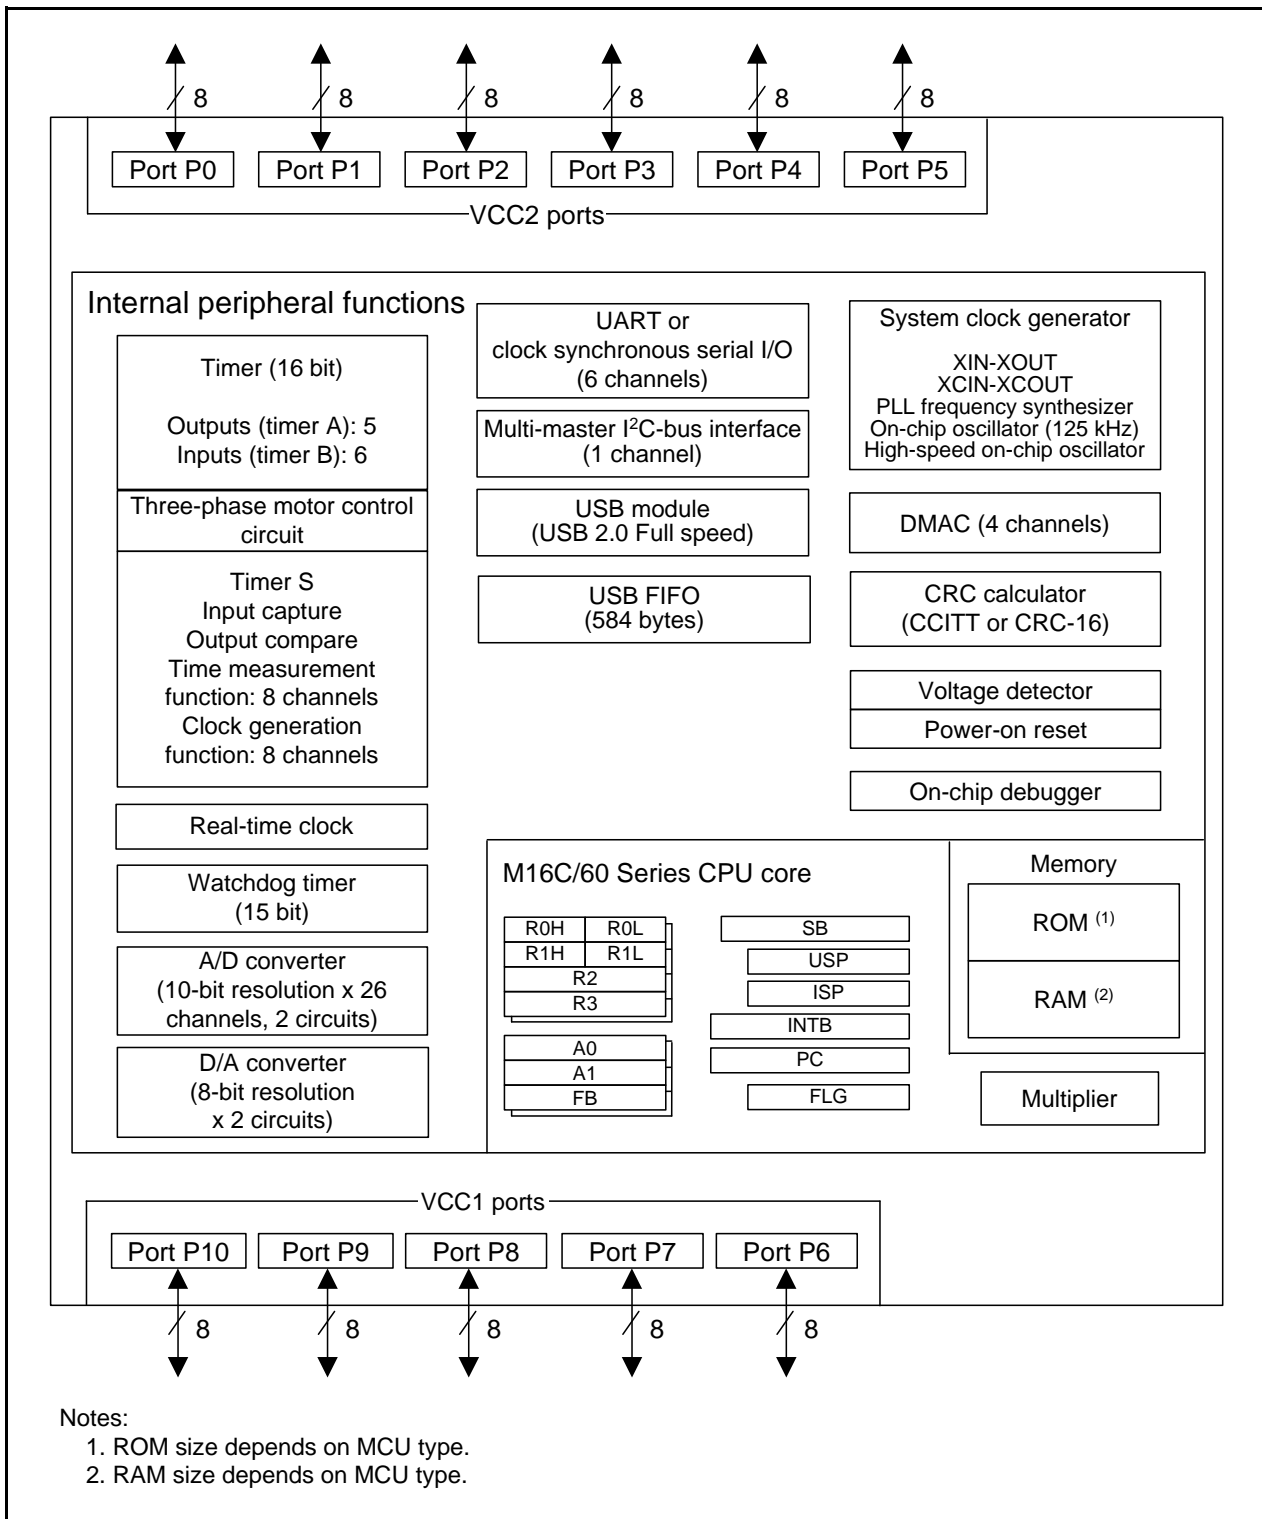 8 8 8 8 8 8
Port P0 Port P1 Port P2 Port P3 Port P4 Port P5
VCC2 ports
Internal peripheral functions
Timer (16 bit)
Outputs (timer A): 5
Inputs (timer B): 6
Three-phase motor control
circuit
Timer S
Input capture
Output compare
Time measurement
function: 8 channels
Clock generation
function: 8 channels
Real-time clock
Watchdog timer
(15 bit)
A/D converter
(10-bit resolution x 26
channels, 2 circuits)
D/A converter
(8-bit resolution
x 2 circuits)
UART or
clock synchronous serial I/O
(6 channels)
Multi-master I²C-bus interface
(1 channel)
USB module
(USB 2.0 Full speed)
USB FIFO
(584 bytes)
System clock generator
XIN-XOUT
XCIN-XCOUT
PLL frequency synthesizer
On-chip oscillator (125 kHz)
High-speed on-chip oscillator
DMAC (4 channels)
CRC calculator
(CCITT or CRC-16)
Voltage detector
Power-on reset
On-chip debugger
M16C/60 Series CPU core
R0H R0L
R1H R1L
R2
R3
A0
A1
FB
SB
USP
ISP
INTB
PC
FLG
Memory
ROM (1)
RAM (2)
Multiplier
VCC1 ports
Port P10 Port P9 Port P8 Port P7 Port P6
8 8 8 8 8
Notes:
1. ROM size depends on MCU type.
2. RAM size depends on MCU type.